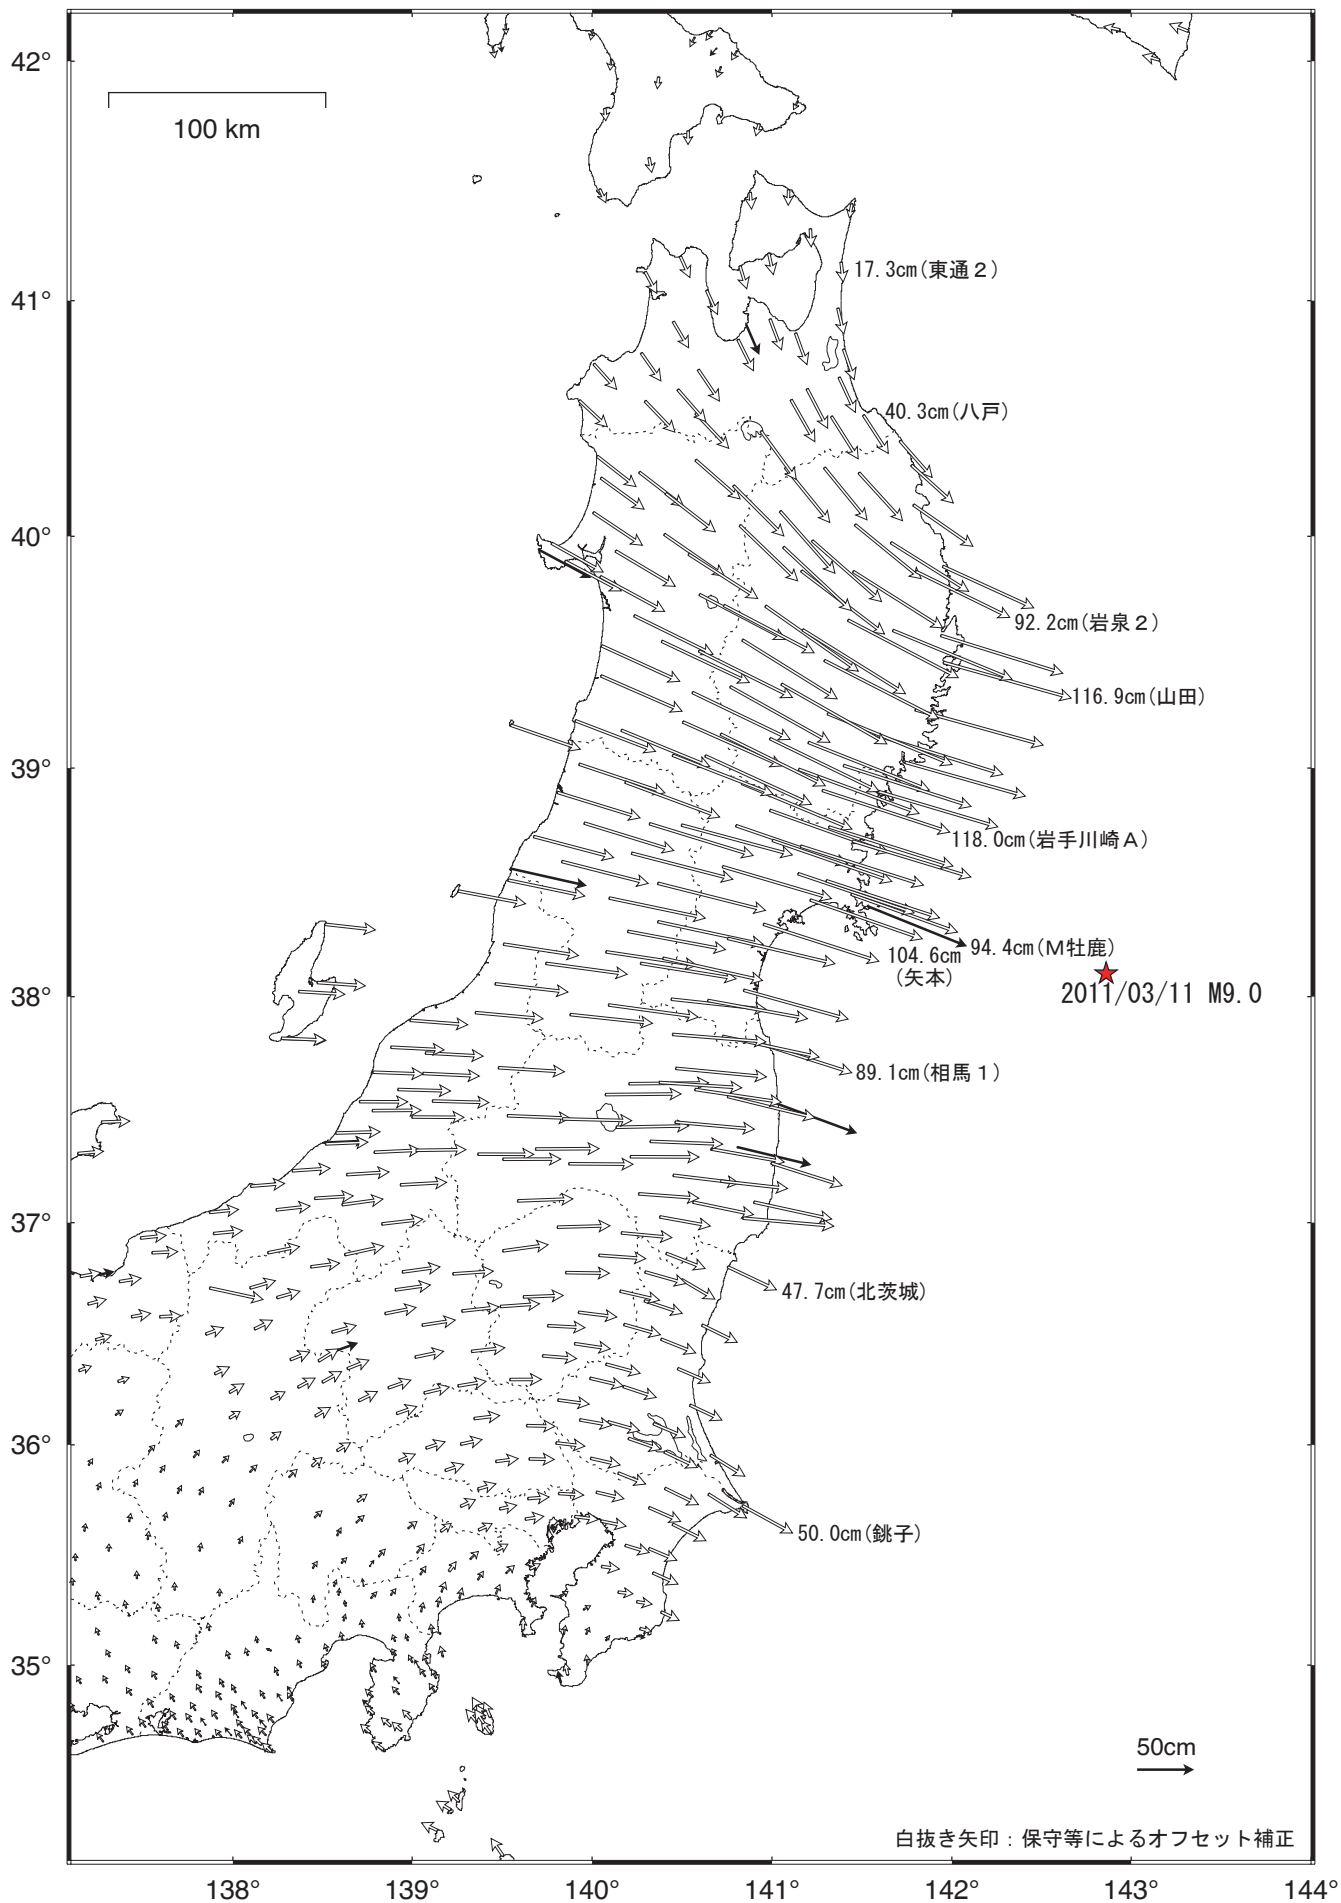 42°
100 km
17.3cm(東通２)
41°
40.3cm(八戸)
40°
92.2cm(岩泉２)
116.9cm(山田)
39°
118.0cm(岩手川崎Ａ)
94.4cm(Ｍ牡鹿)
104.6cm
(矢本)
38°
2011/03/11 M9.0
89.1cm(相馬１)
37°
47.7cm(北茨城)
36°
50.0cm(銚子)
35°
50cm
白抜き矢印：保守等によるオフセット補正
138°
139°
140°
141°
142°
143°
144°